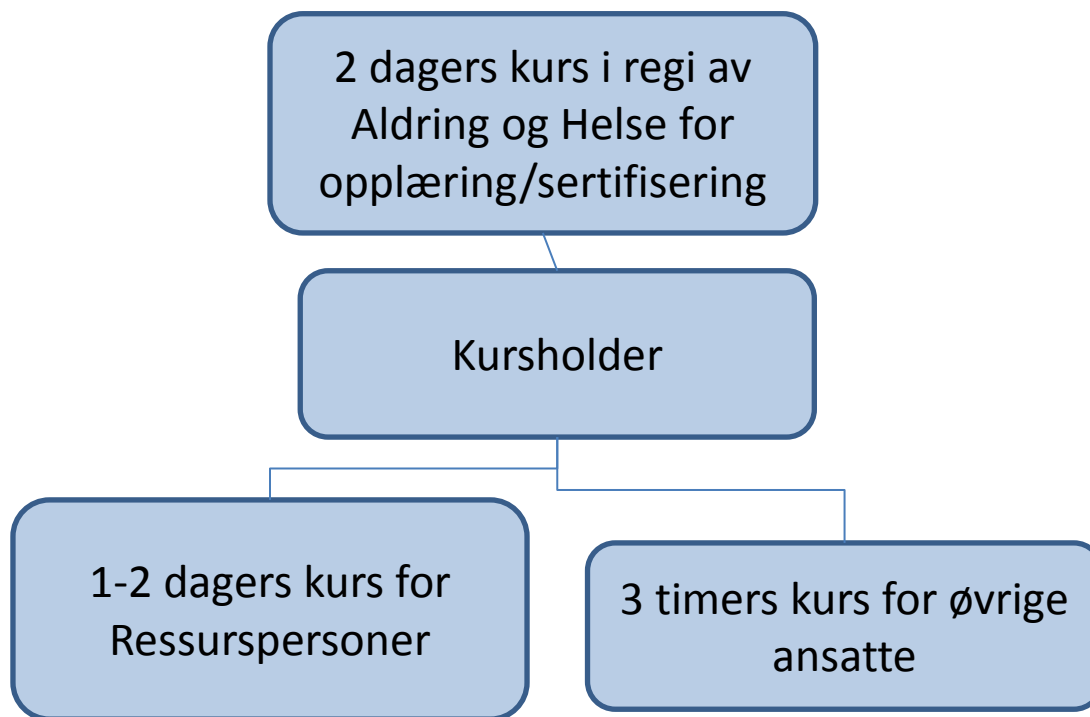 2 dagers kurs i regi av
Aldring og Helse for
opplæring/sertifisering
Kursholder
1-2 dagers kurs for
Ressurspersoner
3 timers kurs for øvrige
ansatte